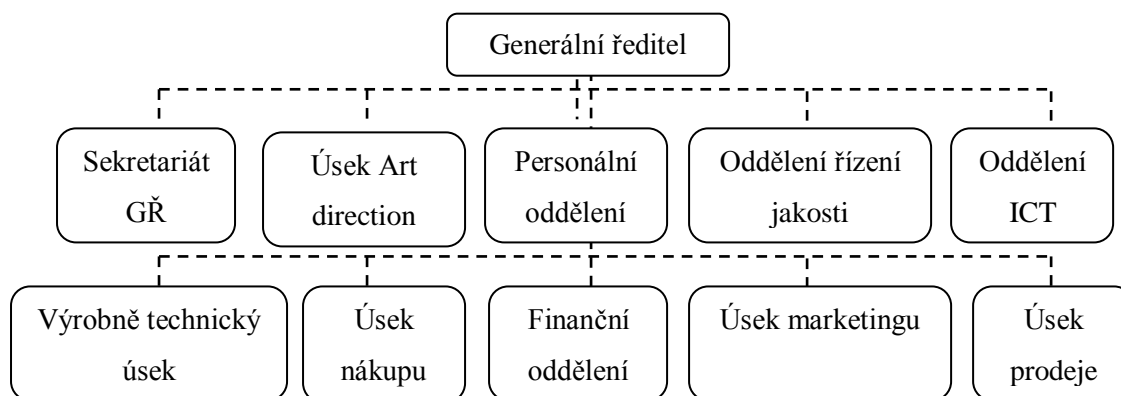 Generální ředitel
Sekretariát
GŘ
Úsek Art
direction
Personální
oddělení
Oddělení řízení
jakosti
Oddělení
ICT
Výrobně technický
úsek
Úsek
nákupu
Finanční
oddělení
Úsek marketingu
Úsek
prodeje